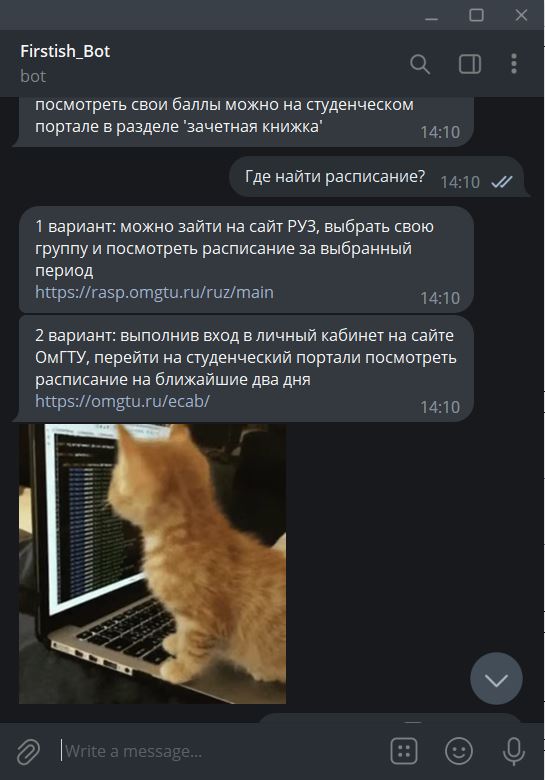 Firstish_Bot
bot
посмотреть свои баллы можно на студенческом
портале в разделе 'зачетная книжка'
14:10
Где найти расписание?
14:10
1 вариант: можно зайти на сайт РУЗ, выбрать свою
группу и посмотреть расписание за выбранный
период
https://rasp.omgtu.ru/ruz/main
14:10
2 вариант: выполнив вход в личный кабинет на сайте
ОмГТУ, перейти на студенческий портали посмотреть
расписание на ближайшие два дня
https://omgtu.ru/ecab/
14:10
Write a message...